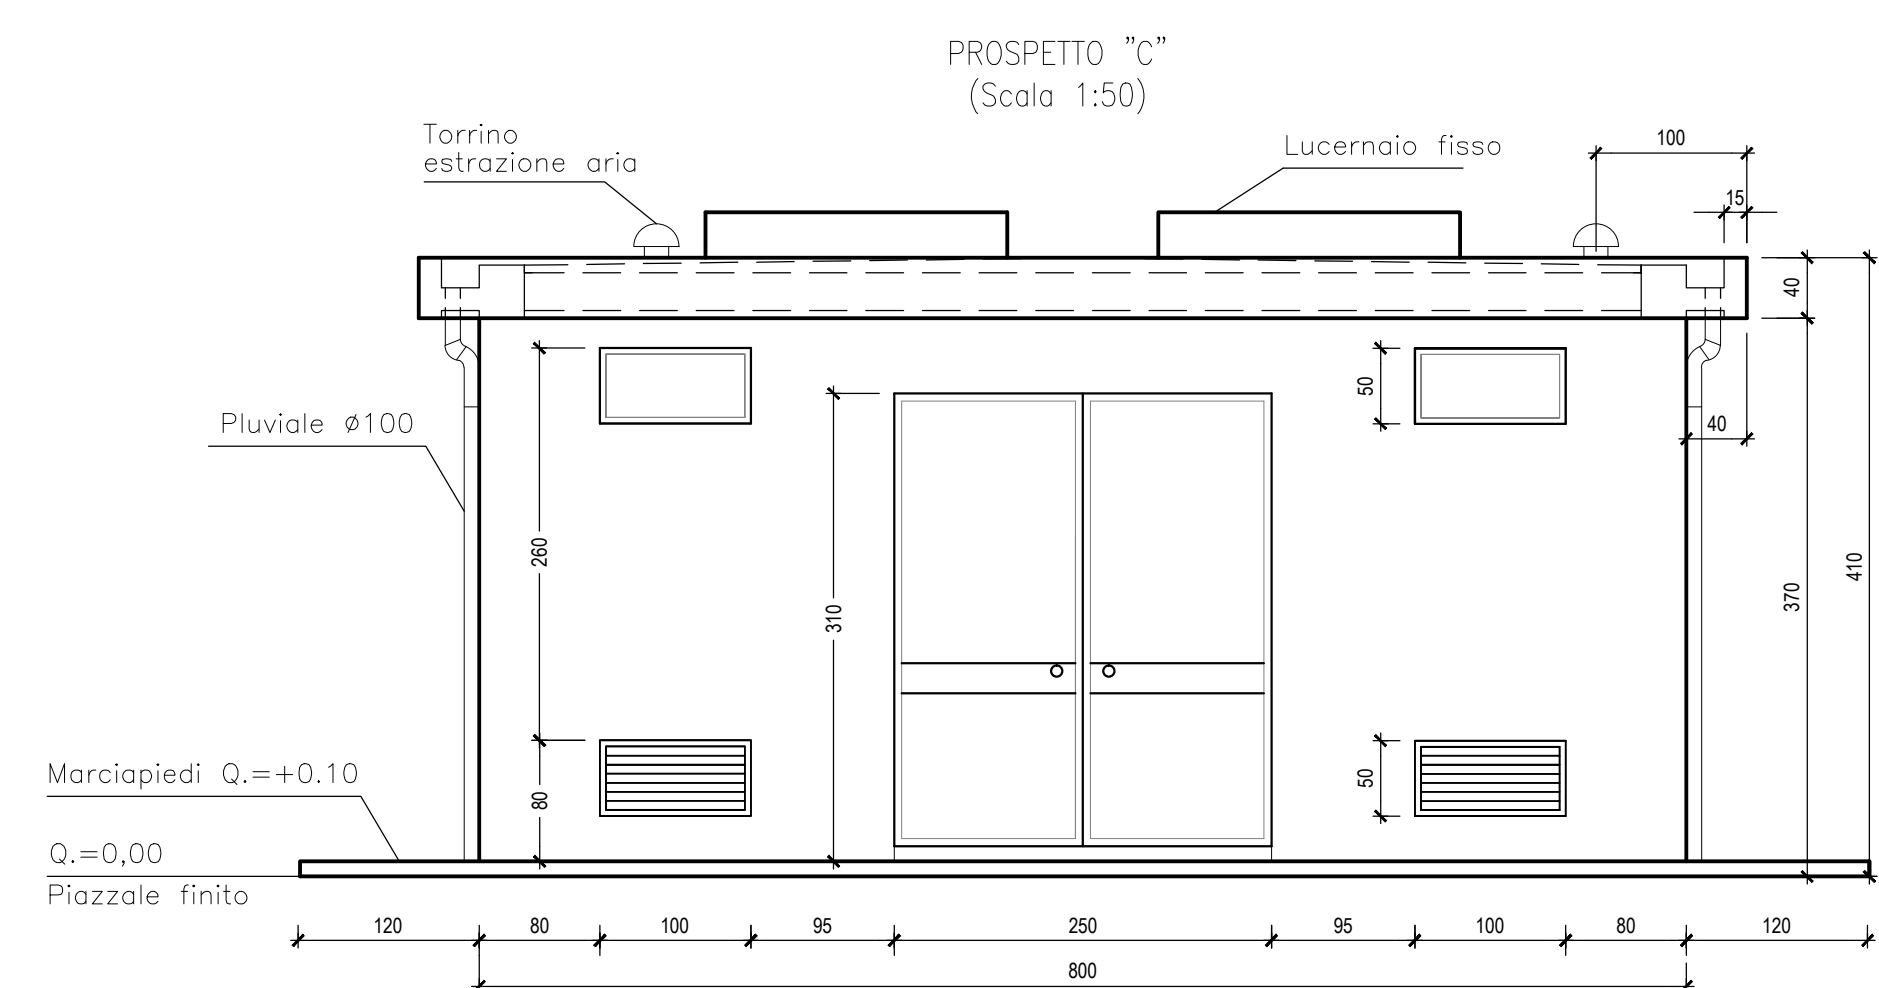 PROSPETTO "C"
(Scala 1:50)
Torrino
estrazione aria
Lucernaio fisso
100
15
40
50
40
Pluviale ø100
260
310
410
370
Marciapiedi Q.=+0.10
80
50
Q.=0,00
Piazzale finito
120
80
100
95
250
95
100
80
120
800